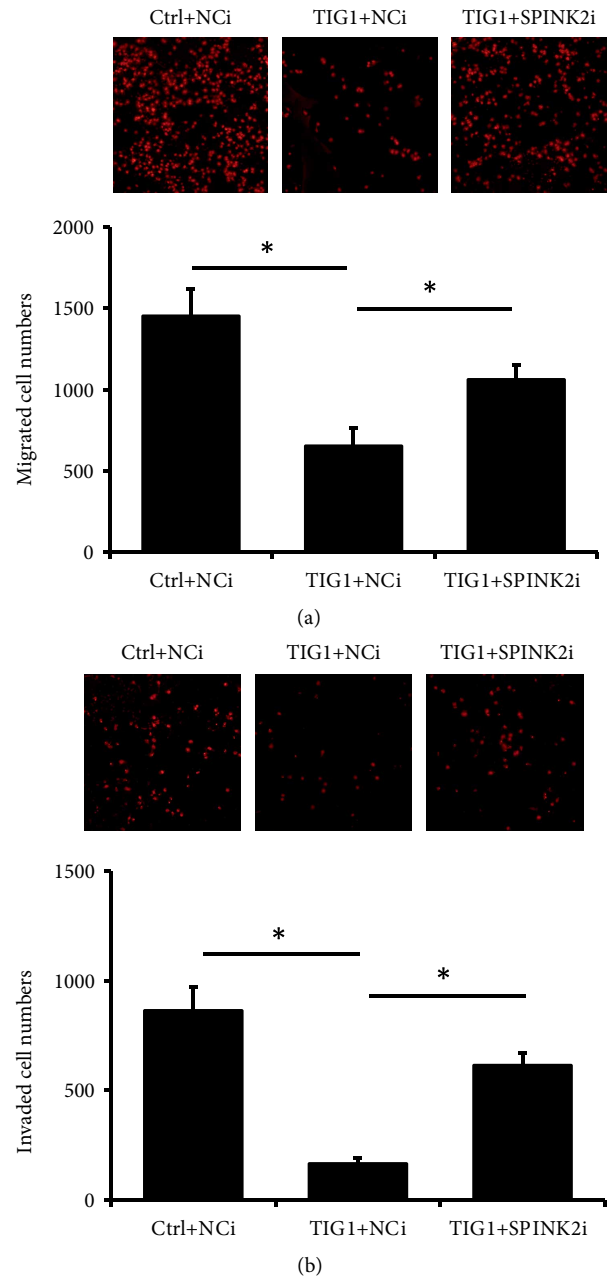 Ctrl+NCi TIG1+NCi TIG1+SPINK2i
2000
1500
1000
500
0
Migrated cell numbers
* *
Ctrl+NCi TIG1+NCi TIG1+SPINK2i
(a)
Ctrl+NCi TIG1+NCi TIG1+SPINK2i
1500
1000
500
0
Invaded cell numbers
* *
Ctrl+NCi TIG1+NCi TIG1+SPINK2i
(b)